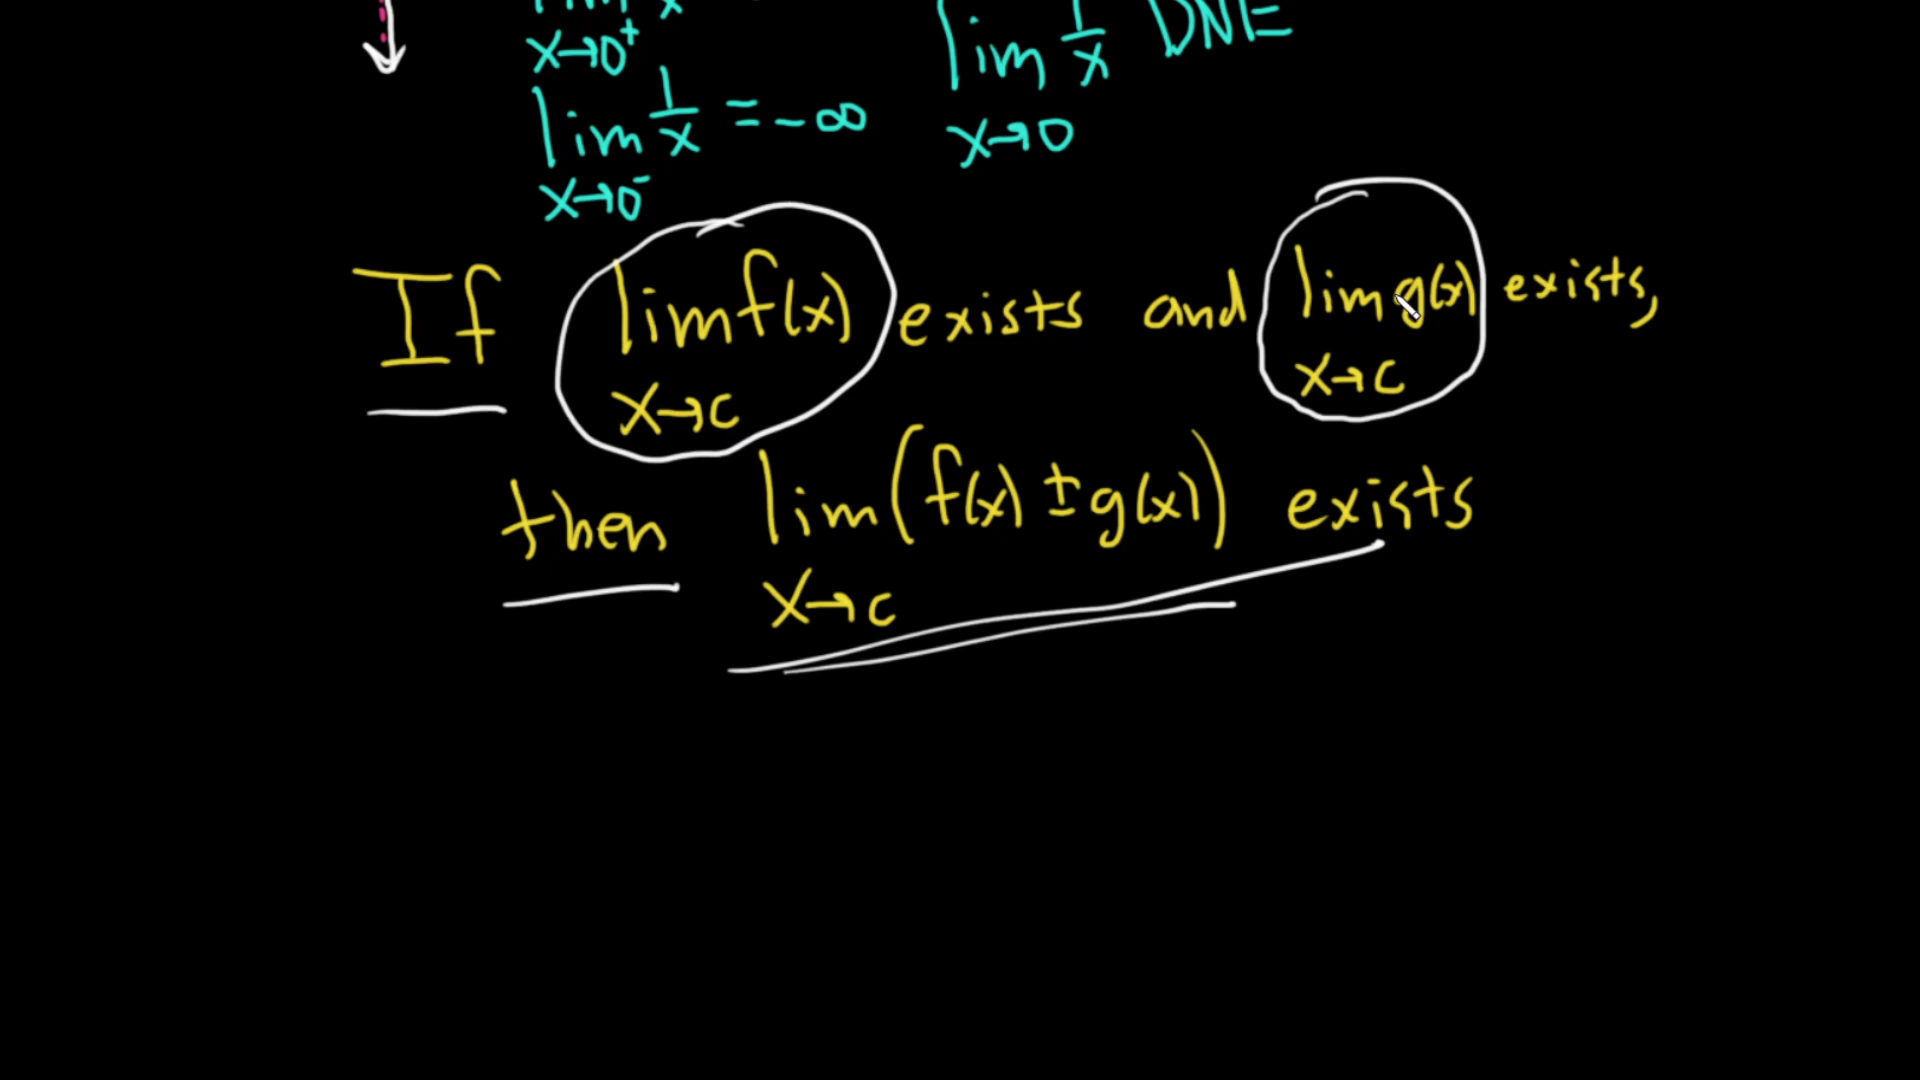 x→0⁺
lim 1/x DNE
x→0
lim 1/x = -∞
x→0⁻
If lim f(x) exists and lim g(x) exists,
x→c x→c
then lim (f(x) ± g(x)) exists
x→c